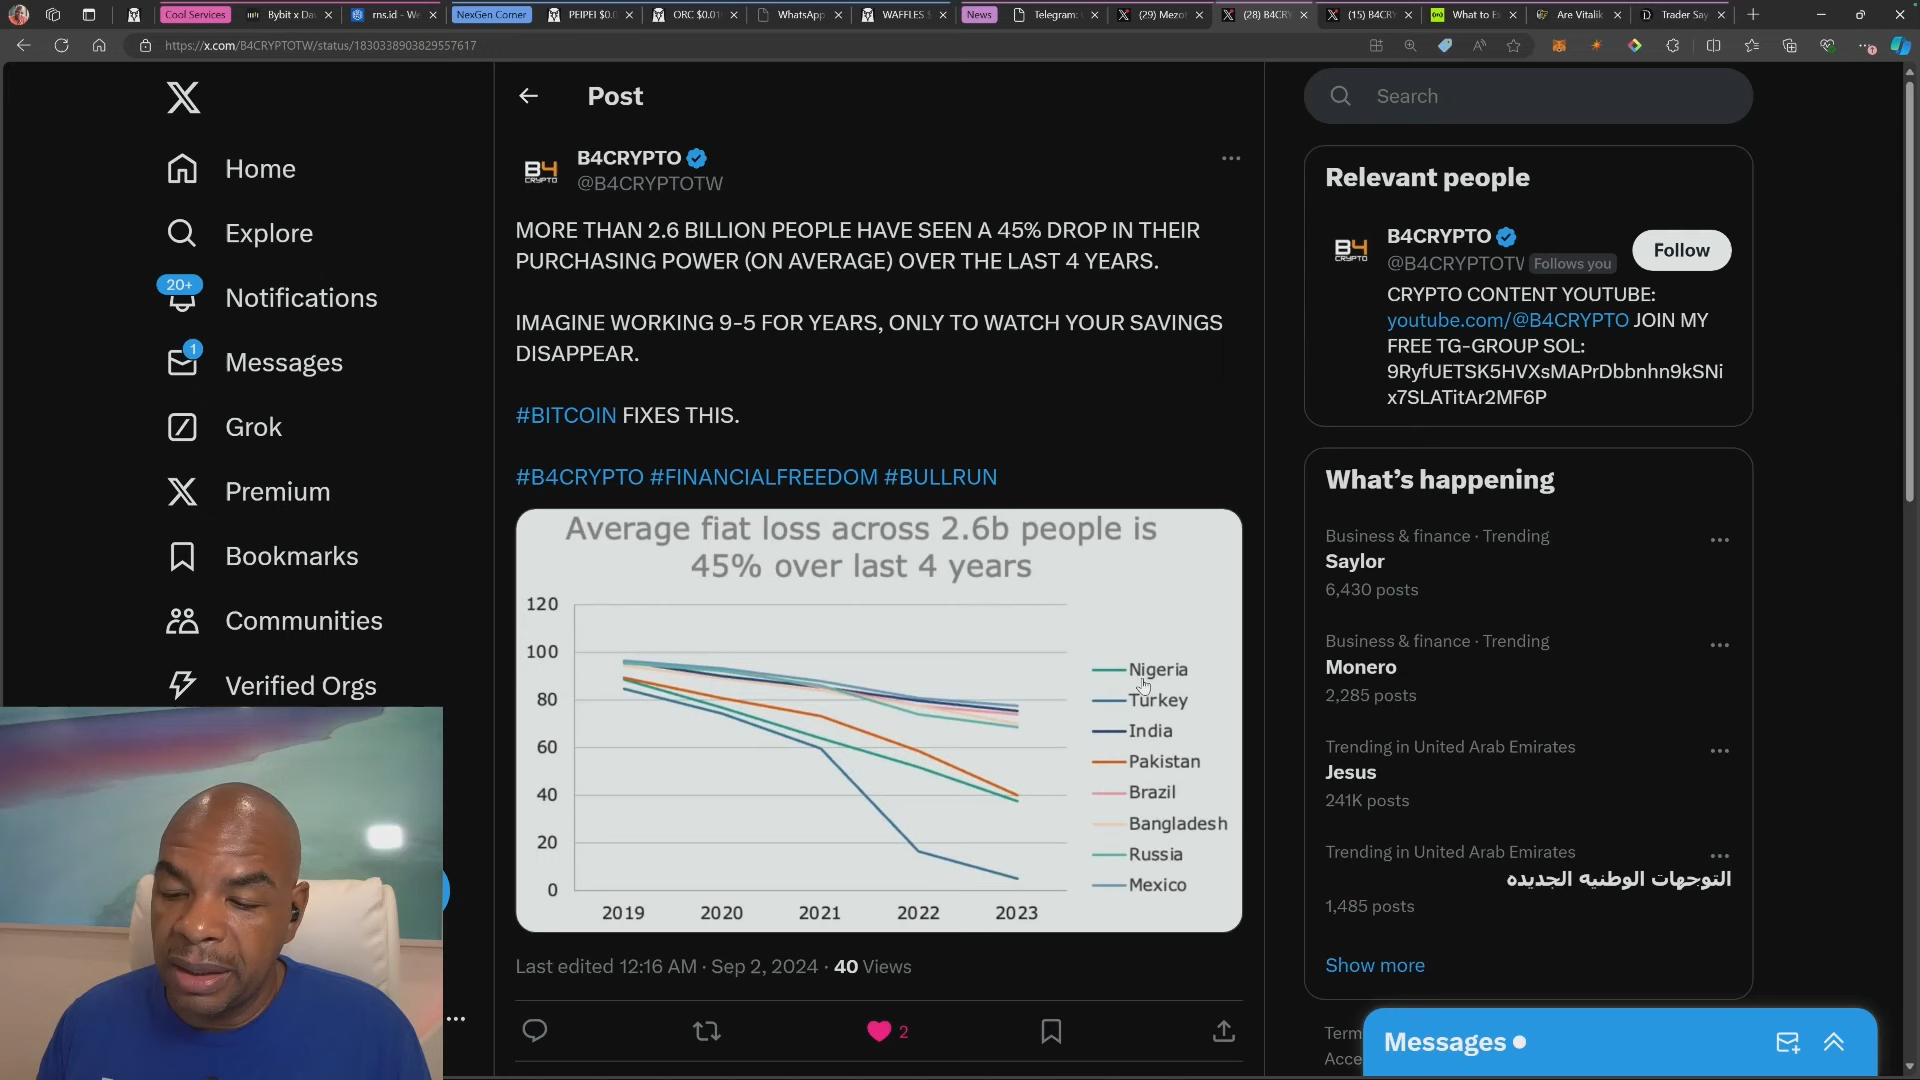 Cool Services
Bybit x Da
rns.id - We
NexGen Corner
PEIPEI $0.0
ORC $0.01
WhatsApp
WAFFLES $
News
Telegram:
(29) Mezo
(28) B4CRY
(15) B4CRY
What to E
Are Vitalik
Trader Say
https://x.com/B4CRYPTOTW/status/1830338903829557617
Home
Explore
20+
Notifications
1
Messages
Grok
Premium
Bookmarks
Communities
Verified Orgs
Post
B4 CRYPTO
B4CRYPTO
@B4CRYPTOTW
MORE THAN 2.6 BILLION PEOPLE HAVE SEEN A 45% DROP IN THEIR
PURCHASING POWER (ON AVERAGE) OVER THE LAST 4 YEARS.
IMAGINE WORKING 9-5 FOR YEARS, ONLY TO WATCH YOUR SAVINGS
DISAPPEAR.
#BITCOIN FIXES THIS.
#B4CRYPTO #FINANCIALFREEDOM #BULLRUN
Average fiat loss across 2.6b people is
45% over last 4 years
120
100
80
60
40
20
0
2019 2020 2021 2022 2023
Nigeria
Turkey
India
Pakistan
Brazil
Bangladesh
Russia
Mexico
Last edited 12:16 AM · Sep 2, 2024 · 40 Views
2
Search
Relevant people
B4 CRYPTO
B4CRYPTO
@B4CRYPTOTW Follows you
Follow
CRYPTO CONTENT YOUTUBE:
youtube.com/@B4CRYPTO JOIN MY
FREE TG-GROUP SOL:
9RyfUETSK5HVXsMAPrDbbnhn9kSNi
x7SLATitAr2MF6P
What's happening
Business & finance · Trending
Saylor
6,430 posts
Business & finance · Trending
Monero
2,285 posts
Trending in United Arab Emirates
Jesus
241K posts
Trending in United Arab Emirates
التوجهات الوطنيه الجديده
1,485 posts
Show more
Term
Acce
Messages